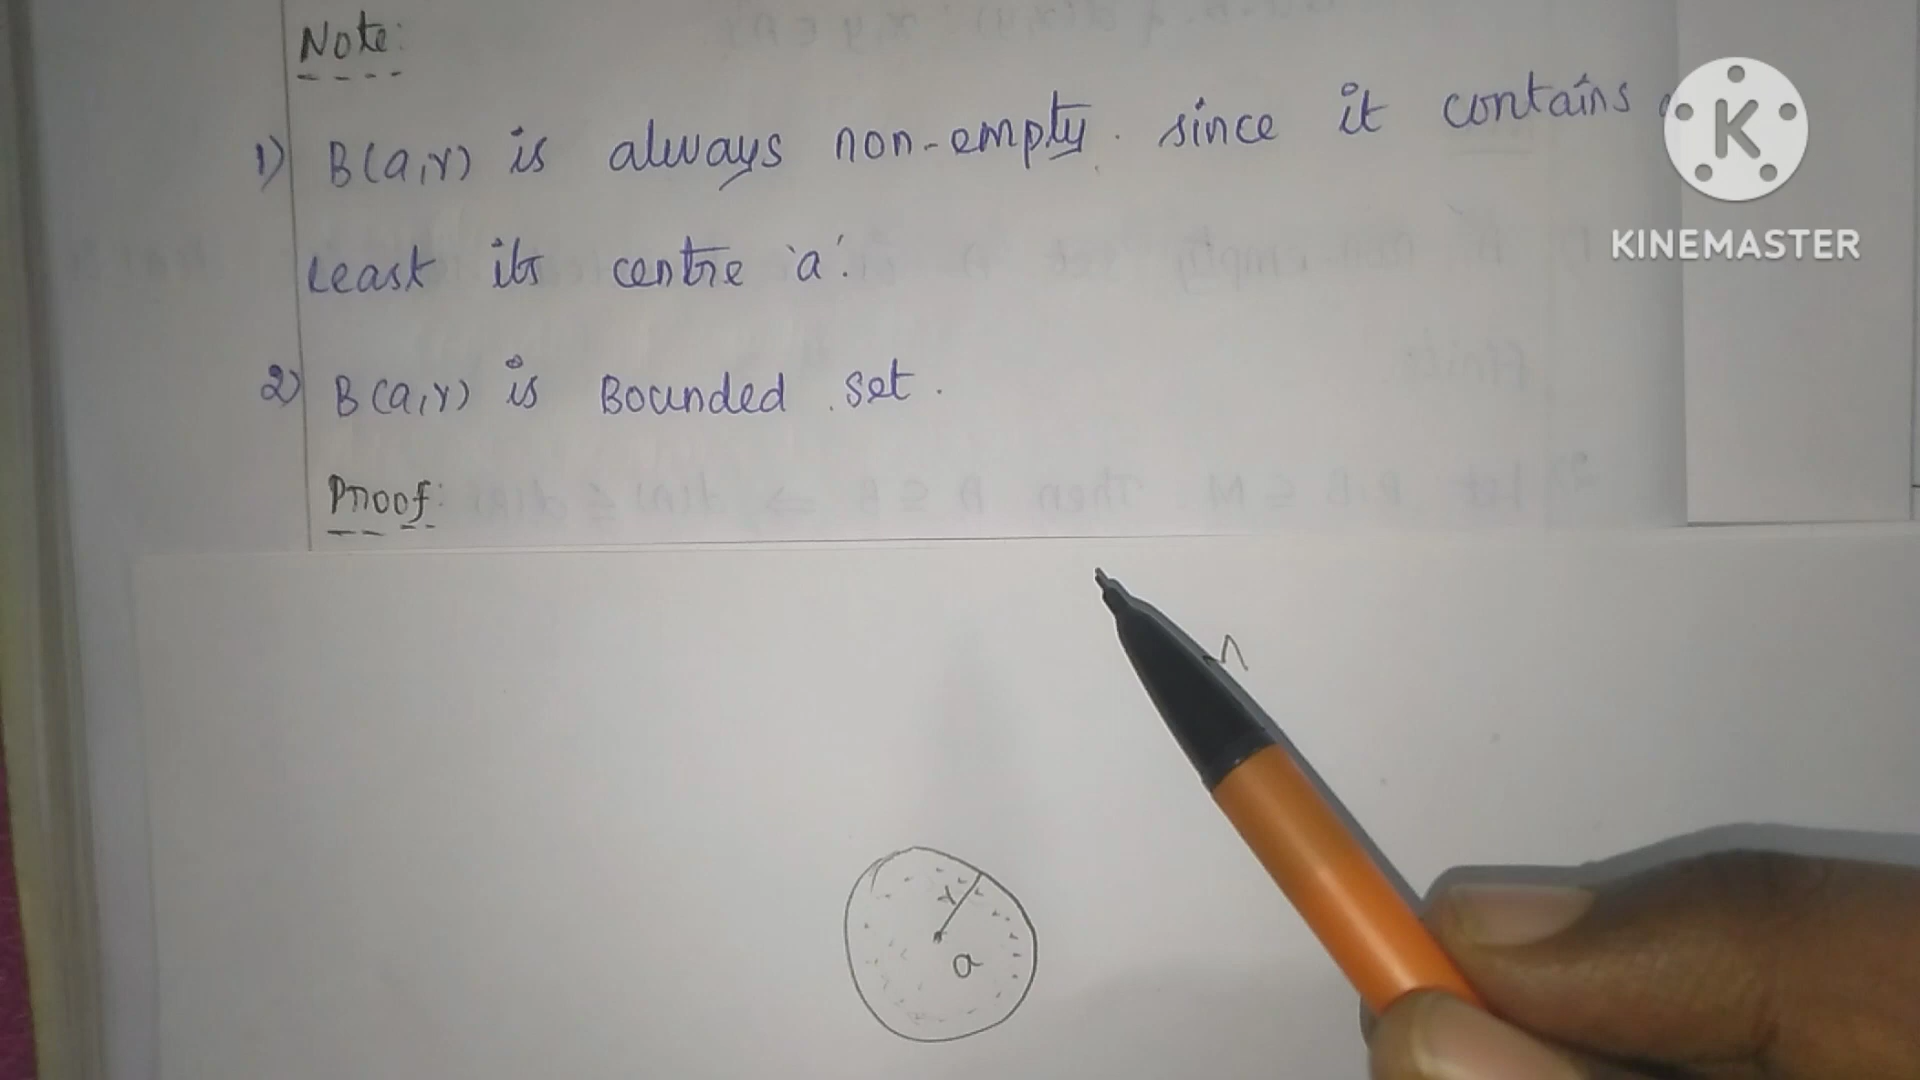 Note:
1) B(a,r) is always non-empty. since it contains
Least its centre 'a'.
2) B(a,r) is Bounded set.
Proof:
r
a
K
KINEMASTER